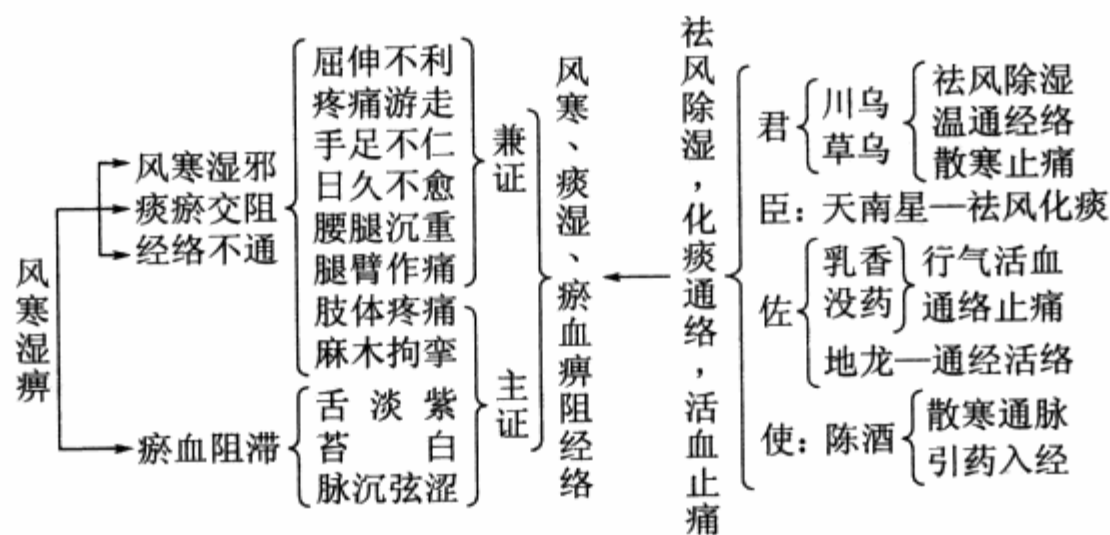 风寒湿痹
风寒湿邪
痰瘀交阻
经络不通
瘀血阻滞
屈伸不利
疼痛游走
手足不仁
日久不愈
腰腿沉重
腿臂作痛
肢体疼痛
麻木拘挛
舌淡紫
苔白
脉沉弦涩
兼证
主证
风寒、痰湿、瘀血痹阻经络
祛风除湿,化痰通络,活血止痛
君
川乌
草乌
祛风除湿
温通经络
散寒止痛
臣:天南星—祛风化痰
佐
乳香
没药
行气活血
通络止痛
地龙—通经活络
使:陈酒
散寒通脉
引药入经